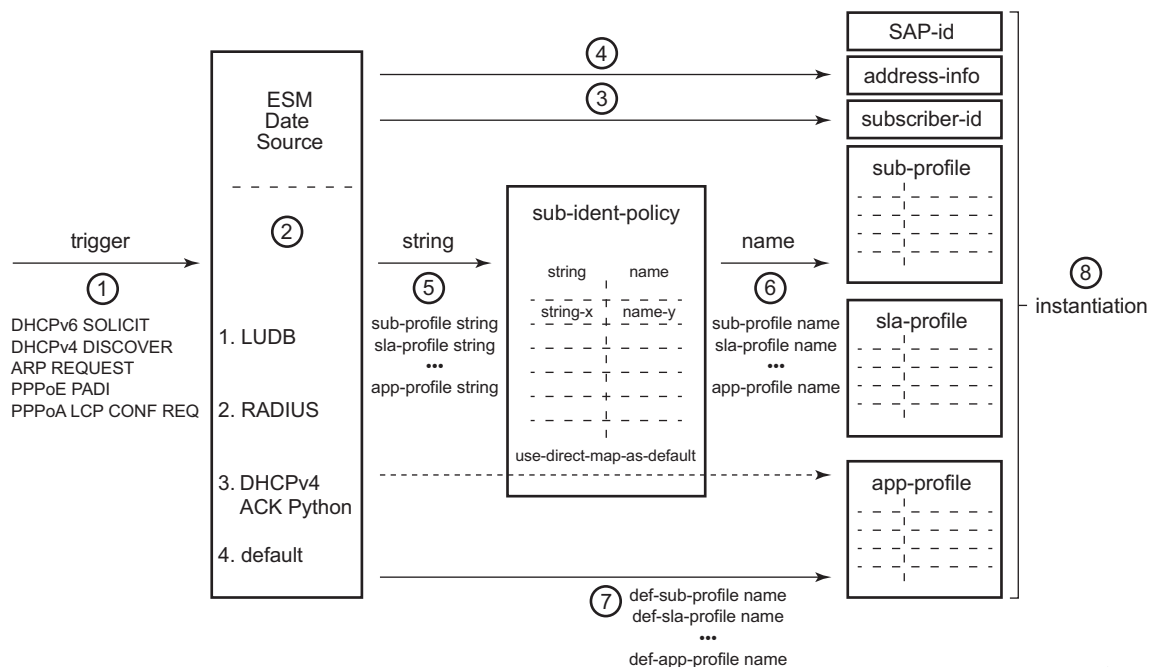 SAP-id
4
address-info
ESM
Date
Source
3
subscriber-id
sub-profile
2
sub-ident-policy
trigger
string
name
1
5
string name
6
8
instantiation
DHCPv6 SOLICIT
DHCPv4 DISCOVER
ARP REQUEST
PPPoE PADI
PPPoA LCP CONF REQ
1. LUDB
2. RADIUS
3. DHCPv4
ACK Python
4. default
sub-profile string
sla-profile string
•••
app-profile string
string-x name-y
use-direct-map-as-default
sub-profile name
sla-profile name
•••
app-profile name
sla-profile
app-profile
7
def-sub-profile name
def-sla-profile name
•••
def-app-profile name